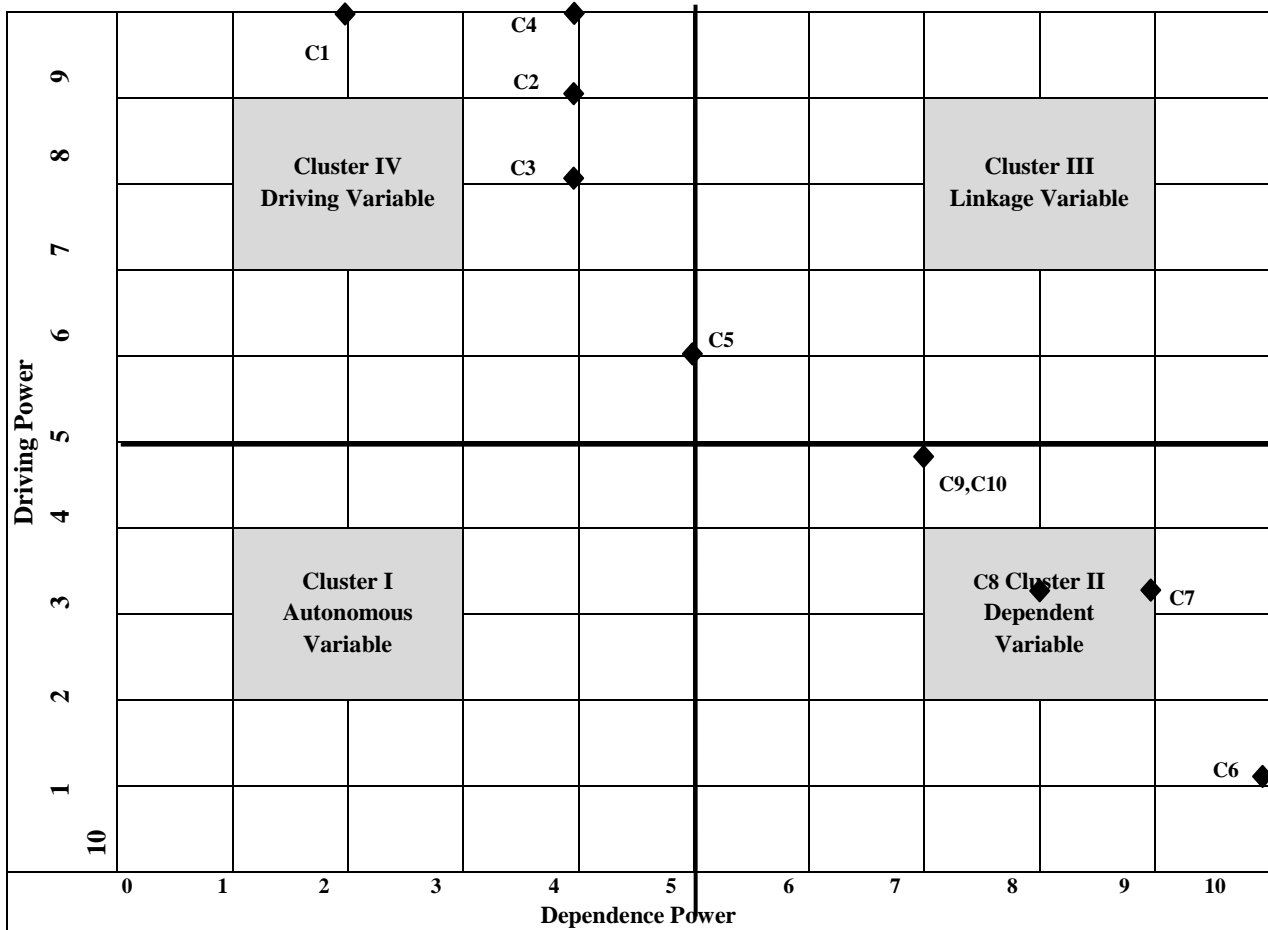 C1
C4
9
C2
8
Cluster IV
Driving Variable
C3
Cluster III
Linkage Variable
7
6
C5
Driving Power
5
C9,C10
4
Cluster I
Autonomous
Variable
C8 Cluster II
Dependent
Variable
3
C7
2
C6
1
10
0 1 2 3 4 5 6 7 8 9 10
Dependence Power